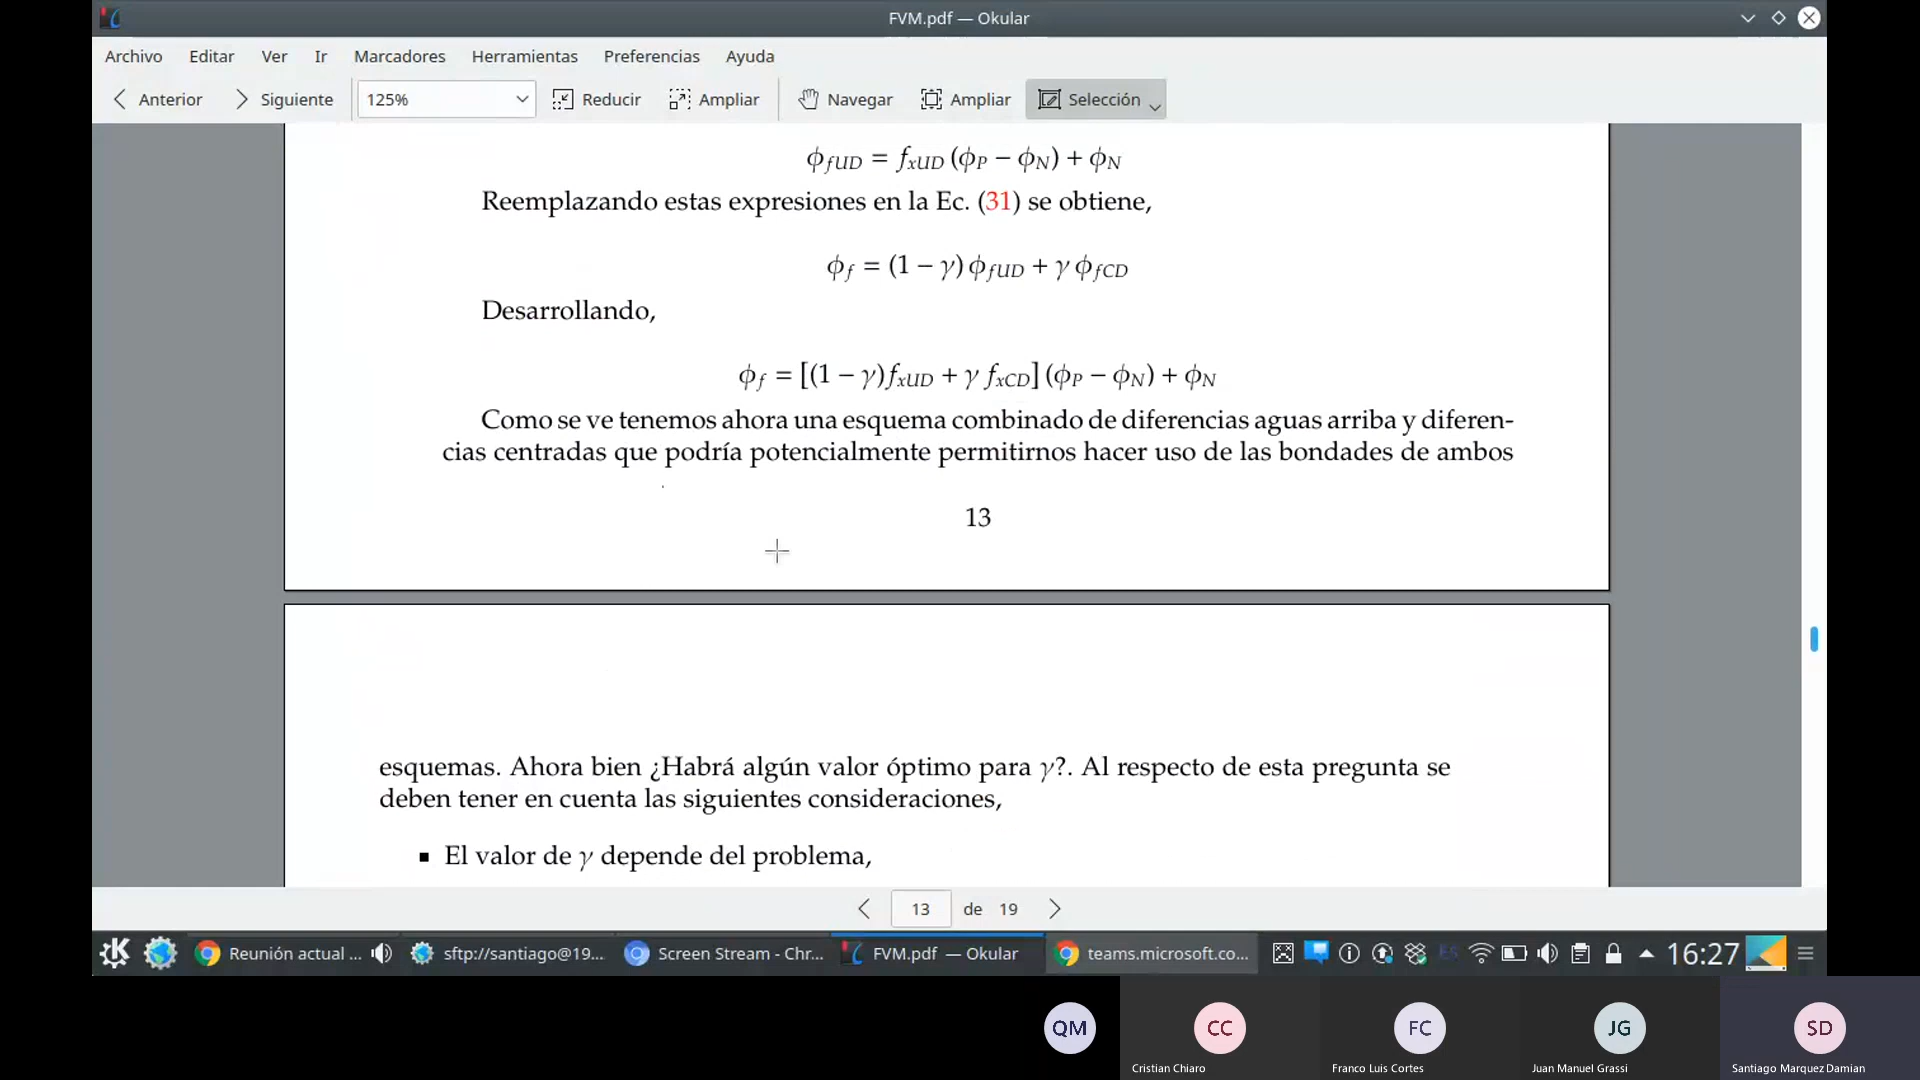 FVM.pdf — Okular
Archivo Editar Ver Ir Marcadores Herramientas Preferencias Ayuda
Anterior Siguiente 125% Reducir Ampliar Navegar Ampliar Selección
ϕfUD = fxUD (ϕP − ϕN) + ϕN
Reemplazando estas expresiones en la Ec. (31) se obtiene,
ϕf = (1 − γ) ϕfUD + γ ϕfCD
Desarrollando,
ϕf = [(1 − γ)fxUD + γ fxCD] (ϕP − ϕN) + ϕN
Como se ve tenemos ahora una esquema combinado de diferencias aguas arriba y diferen-
cias centradas que podría potencialmente permitirnos hacer uso de las bondades de ambos
13
esquemas. Ahora bien ¿Habrá algún valor óptimo para γ?. Al respecto de esta pregunta se
deben tener en cuenta las siguientes consideraciones,
▪ El valor de γ depende del problema,
13 de 19
Reunión actual ... sftp://santiago@19... Screen Stream - Chr... FVM.pdf — Okular teams.microsoft.co... ES 16:27
QM CC FC JG SD
Cristian Chiaro Franco Luis Cortes Juan Manuel Grassi Santiago Marquez Damian